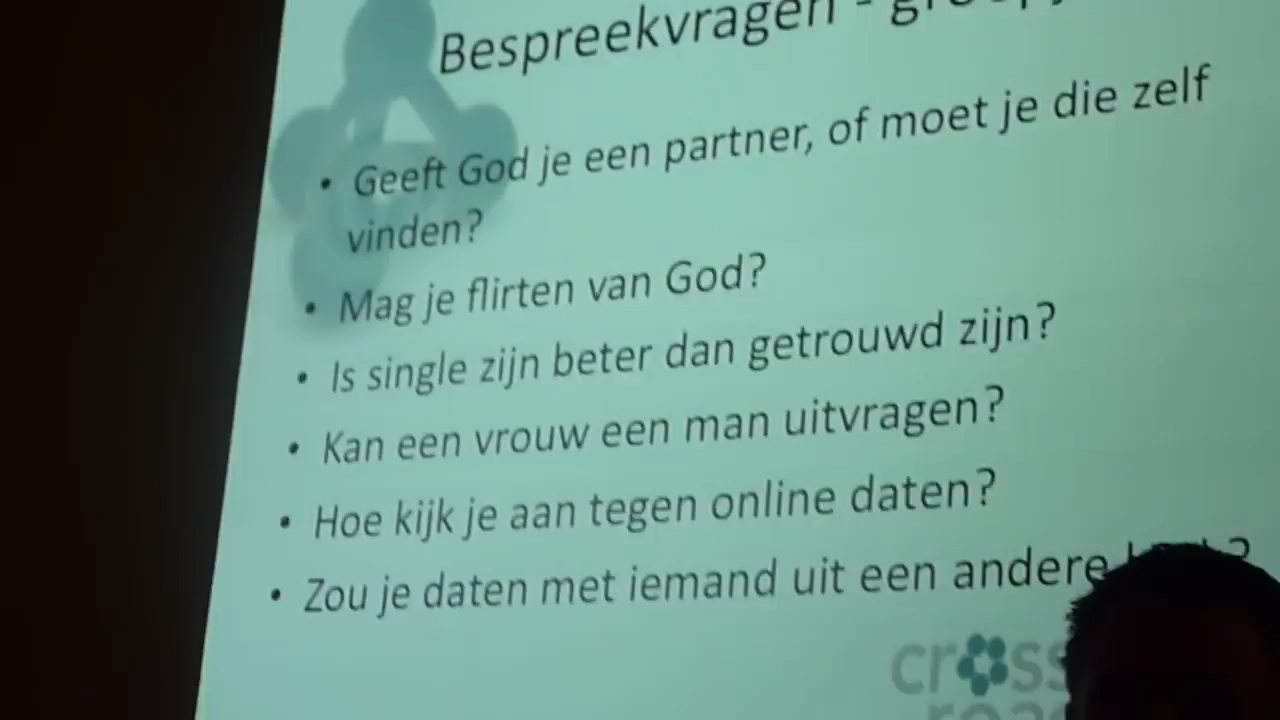 Bespreekvragen -
• Geeft God je een partner, of moet je die zelf
vinden?
• Mag je flirten van God?
• Is single zijn beter dan getrouwd zijn?
• Kan een vrouw een man uitvragen?
• Hoe kijk je aan tegen online daten?
• Zou je daten met iemand uit een andere
cross